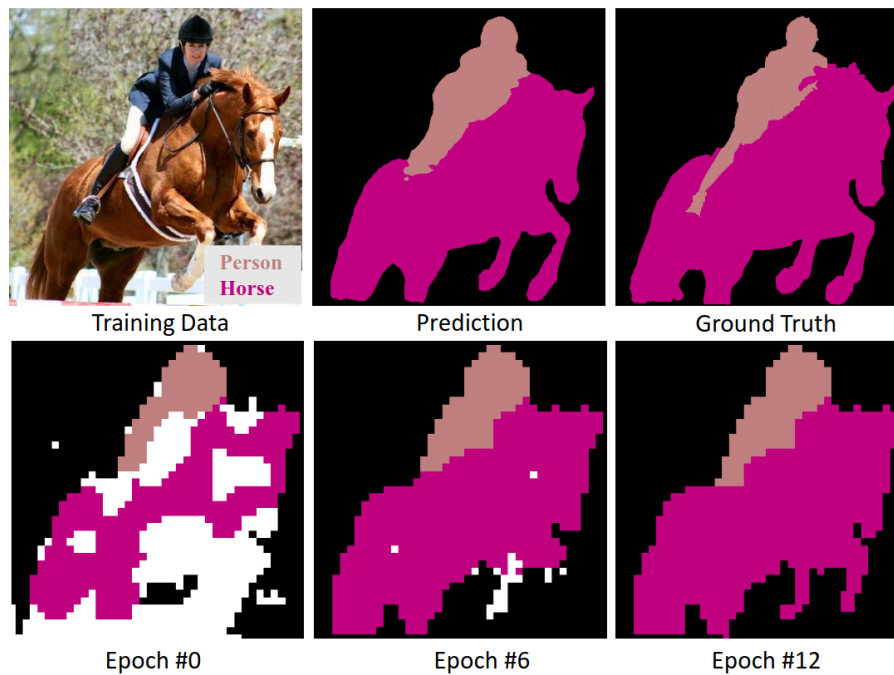 Person
Horse
Training Data
Prediction
Ground Truth
Epoch #0
Epoch #6
Epoch #12